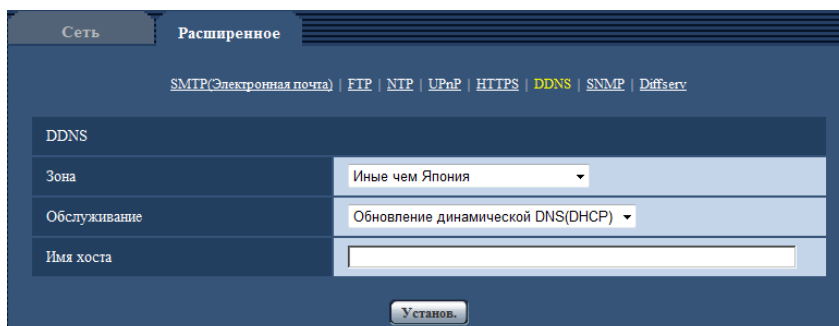 Сеть Расширенное
SMTP(Электронная почта) | FTP | NTP | UPnP | HTTPS | DDNS | SNMP | Diffserv
DDNS
Зона Иные чем Япония
Обслуживание Обновление динамической DNS(DHCP)
Имя хоста
Установ.